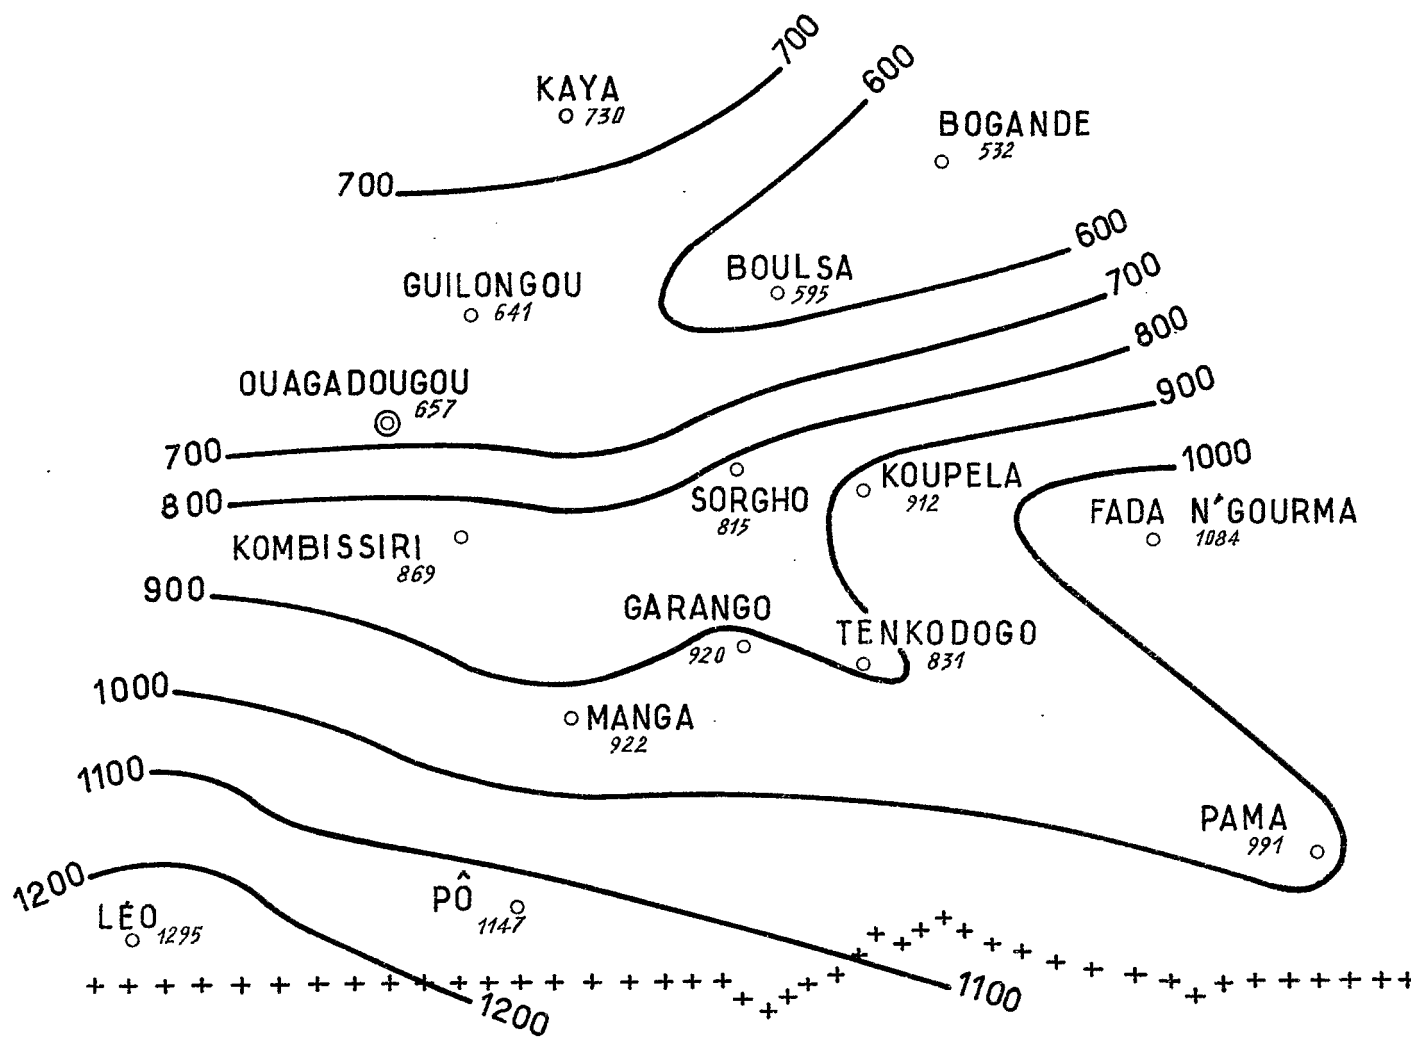 700
600
KAYA
730
BOGANDE
532
700
600
BOULSA
595
700
GUILONGOU
641
800
OUAGADOUGOU
657
900
700
1000
800
KOUPELA
912
SORGHO
815
FADA N'GOURMA
1084
KOMBISSIRI
869
900
GARANGO
920
TENKODOGO
831
1000
MANGA
922
1100
PAMA
991
1200
PÔ
1147
LÉO
1295
1100
1200